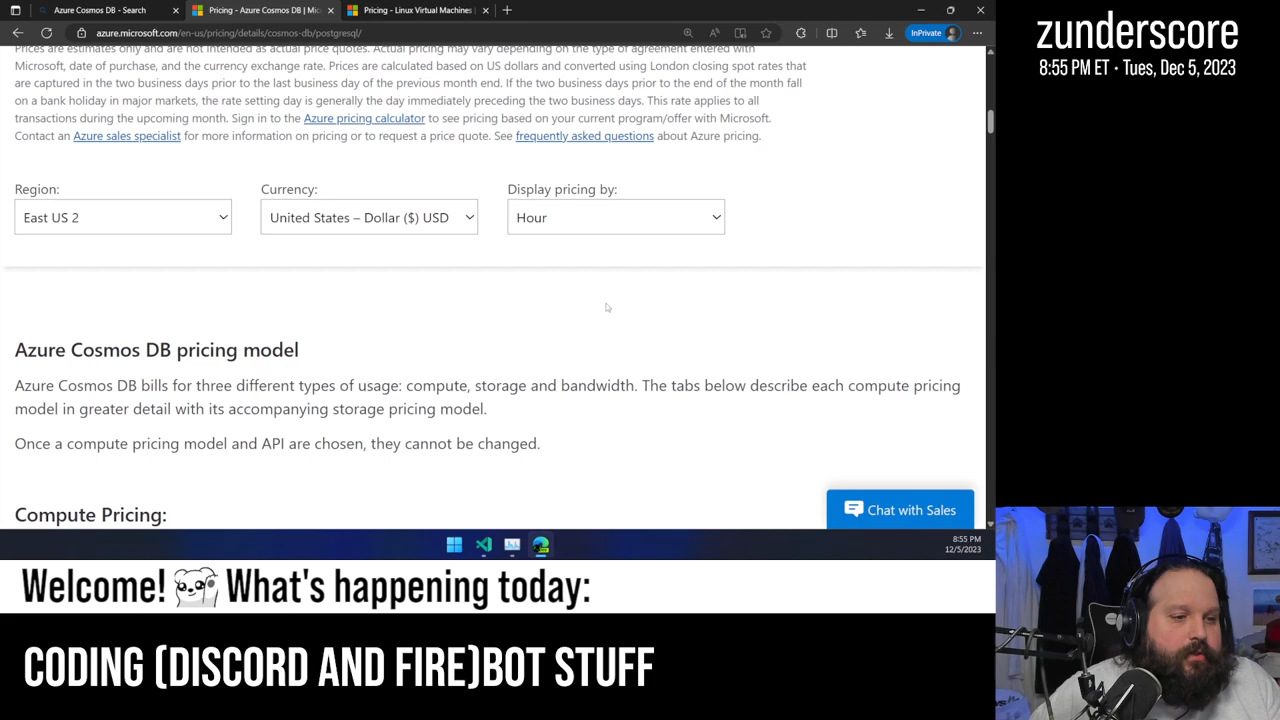 Azure Cosmos DB - Search
Pricing - Azure Cosmos DB | Mic
Pricing - Linux Virtual Machines
azure.microsoft.com/en-us/pricing/details/cosmos-db/postgresql/
InPrivate
Prices are estimates only and are not intended as actual price quotes. Actual pricing may vary depending on the type of agreement entered with
Microsoft, date of purchase, and the currency exchange rate. Prices are calculated based on US dollars and converted using London closing spot rates that
are captured in the two business days prior to the last business day of the previous month end. If the two business days prior to the end of the month fall
on a bank holiday in major markets, the rate setting day is generally the day immediately preceding the two business days. This rate applies to all
transactions during the upcoming month. Sign in to the Azure pricing calculator to see pricing based on your current program/offer with Microsoft.
Contact an Azure sales specialist for more information on pricing or to request a price quote. See frequently asked questions about Azure pricing.
Region: Currency: Display pricing by:
East US 2 United States – Dollar ($) USD Hour
Azure Cosmos DB pricing model
Azure Cosmos DB bills for three different types of usage: compute, storage and bandwidth. The tabs below describe each compute pricing
model in greater detail with its accompanying storage pricing model.
Once a compute pricing model and API are chosen, they cannot be changed.
Compute Pricing:
Chat with Sales
8:55 PM
12/5/2023
Welcome! What's happening today:
CODING (DISCORD AND FIRE)BOT STUFF
zunderscore
8:55 PM ET · Tues, Dec 5, 2023